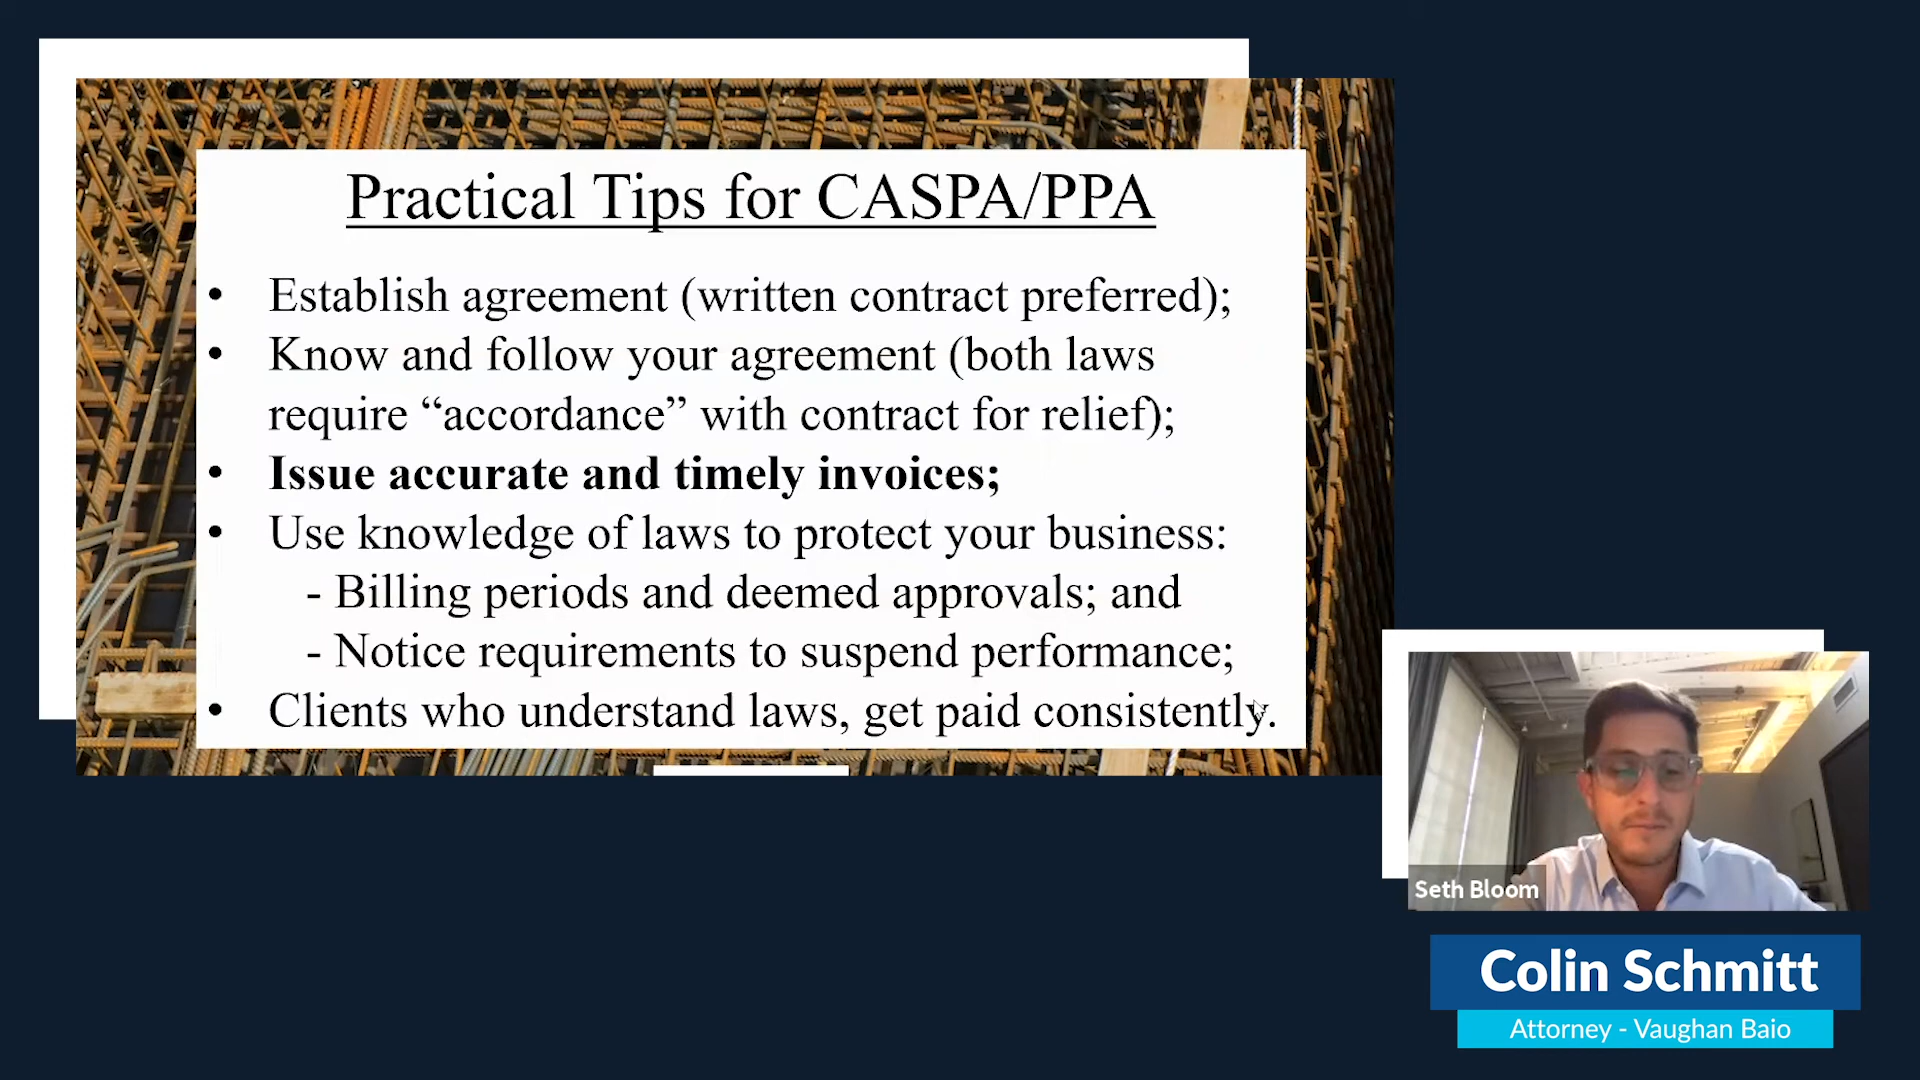 Practical Tips for CASPA/PPA
• Establish agreement (written contract preferred);
• Know and follow your agreement (both laws
require “accordance” with contract for relief);
• Issue accurate and timely invoices;
• Use knowledge of laws to protect your business:
- Billing periods and deemed approvals; and
- Notice requirements to suspend performance;
• Clients who understand laws, get paid consistently.
Seth Bloom
Colin Schmitt
Attorney - Vaughan Baio